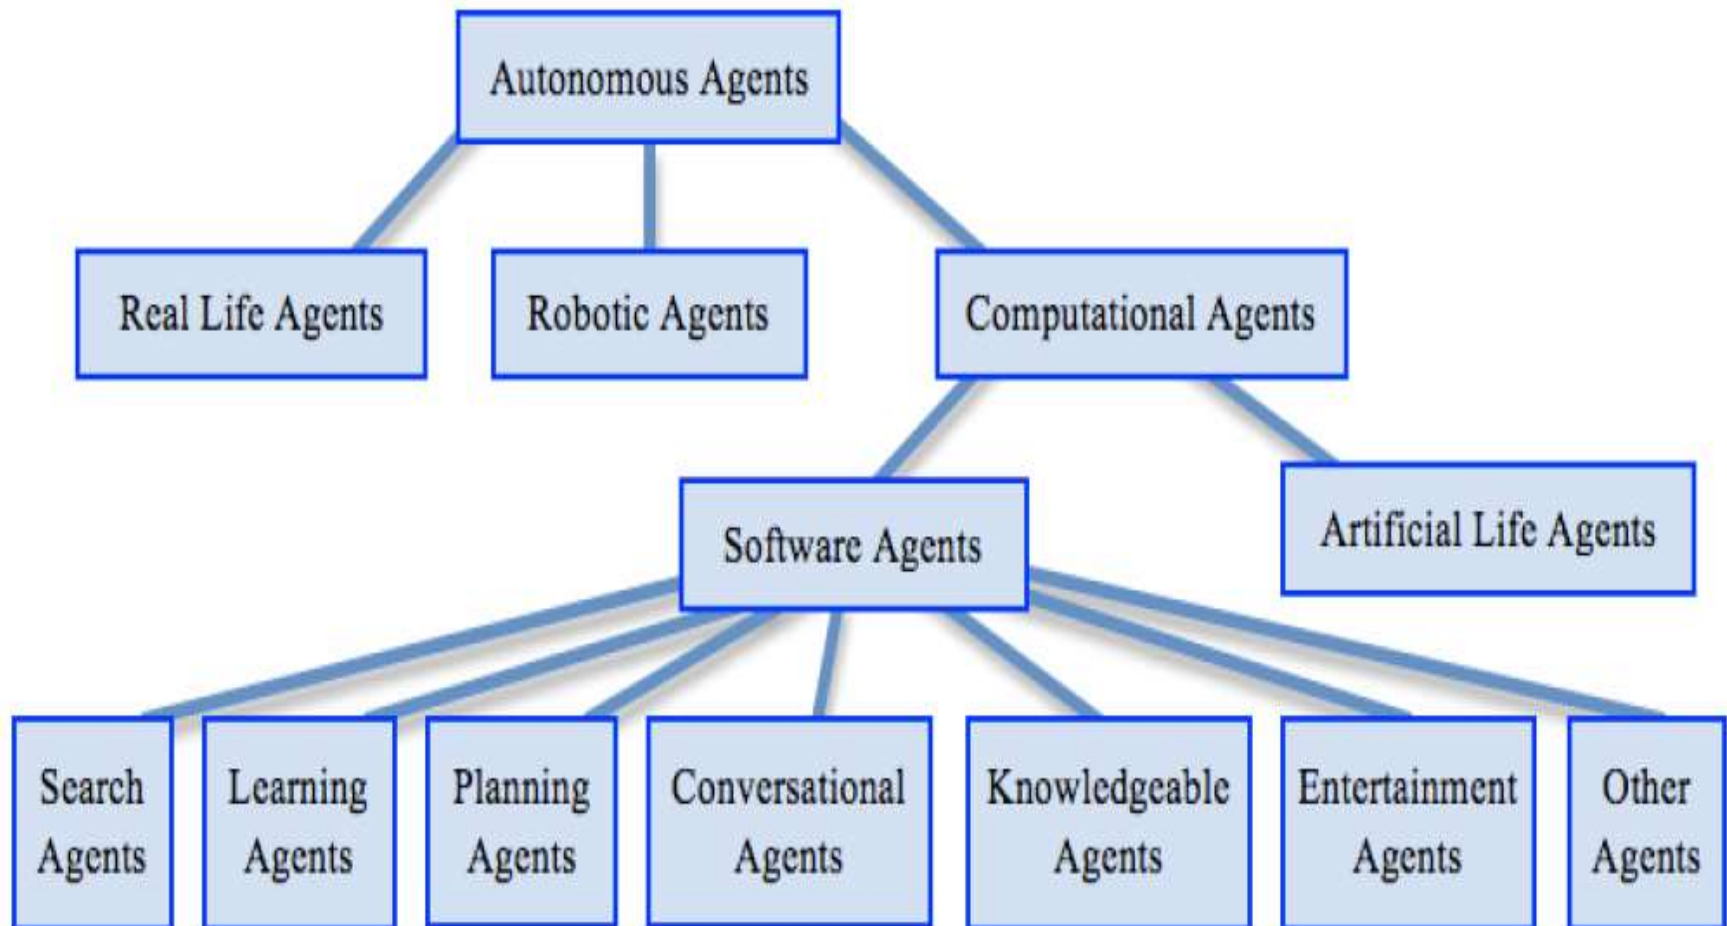 Autonomous Agents
Real Life Agents
Robotic Agents
Computational Agents
Software Agents
Artificial Life Agents
Search
Agents
Learning
Agents
Planning
Agents
Conversational
Agents
Knowledgeable
Agents
Entertainment
Agents
Other
Agents